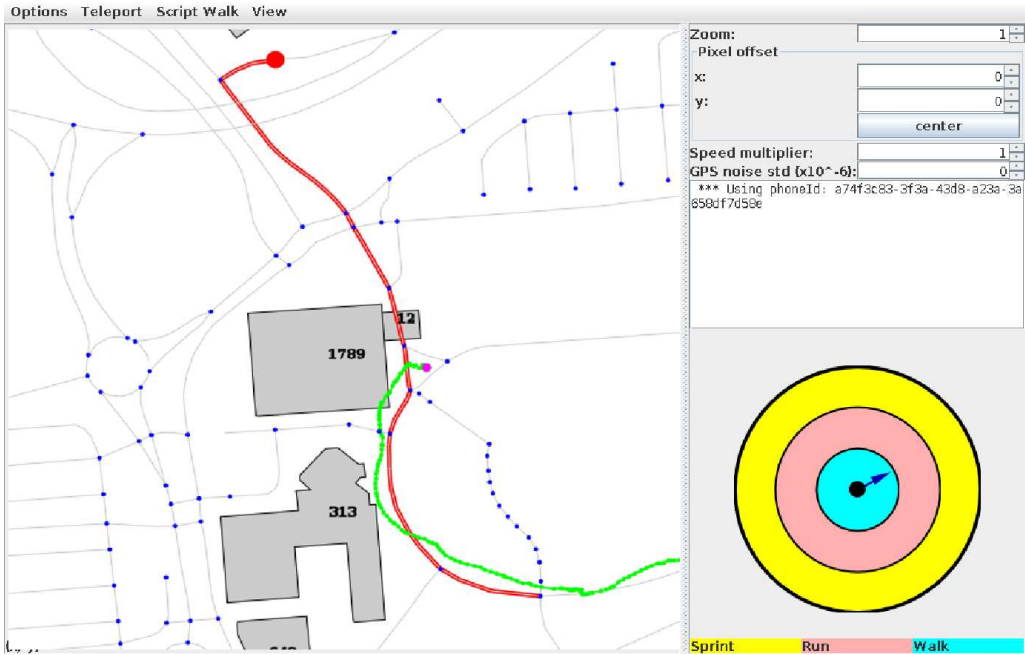 Options Teleport Script Walk View
Zoom: 1
Pixel offset
x: 0
y: 0
center
Speed multiplier: 1
GPS noise std (x10^-6): 0
*** Using phoneId: a74f3c83-3f3a-43d8-a23a-3a
658df7d59e
12
1789
313
Sprint Run Walk